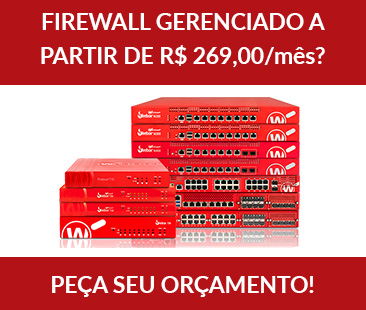 FIREWALL GERENCIADO A
PARTIR DE R$ 269,00/mês?
W
W
W
PEÇA SEU ORÇAMENTO!